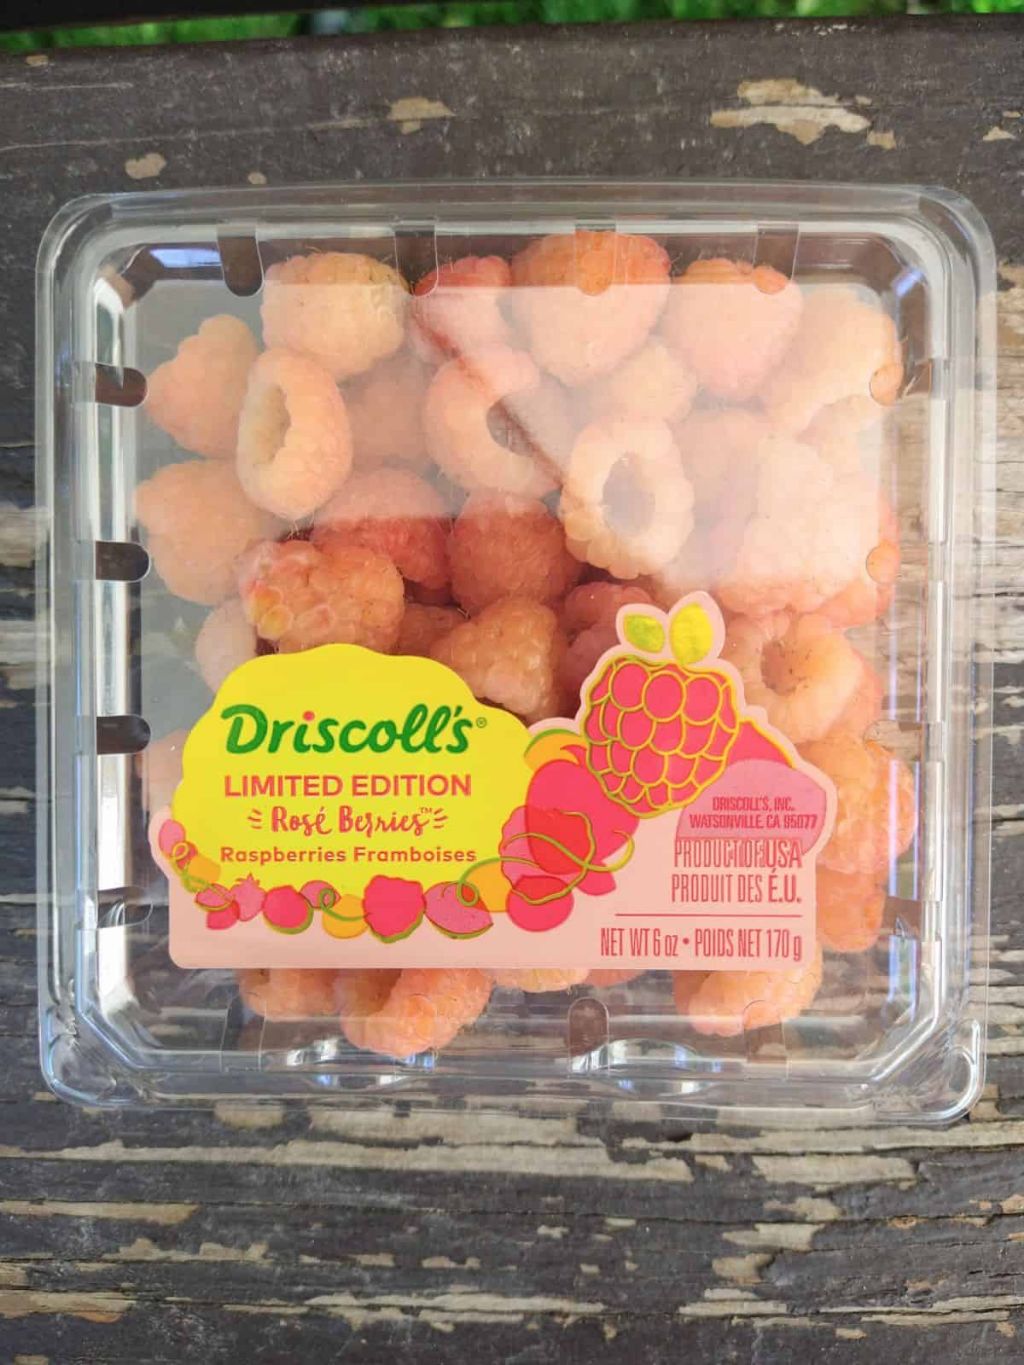 Driscoll's®
LIMITED EDITION
Rosé Berries™
Raspberries Framboises
DRISCOLL'S, INC.
WATSONVILLE, CA 95077
PRODUCT OF USA
PRODUIT DES É.U.
NET WT 6 oz • POIDS NET 170 g